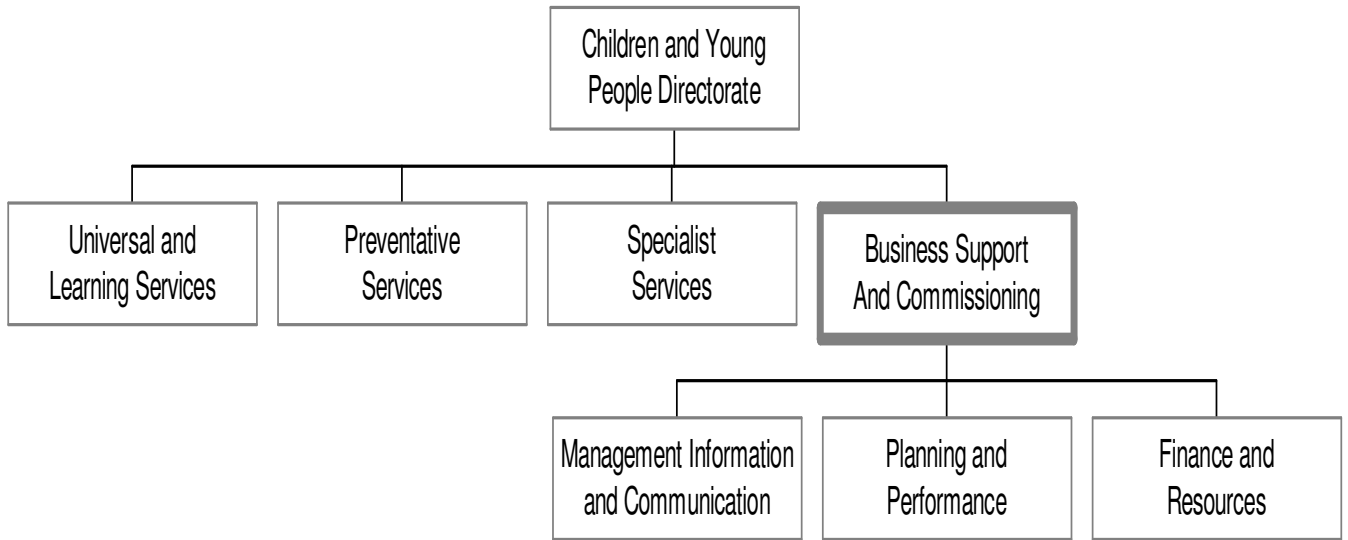 Children and Young
People Directorate
Universal and
Learning Services
Preventative
Services
Specialist
Services
Business Support
And Commissioning
Management Information
and Communication
Planning and
Performance
Finance and
Resources